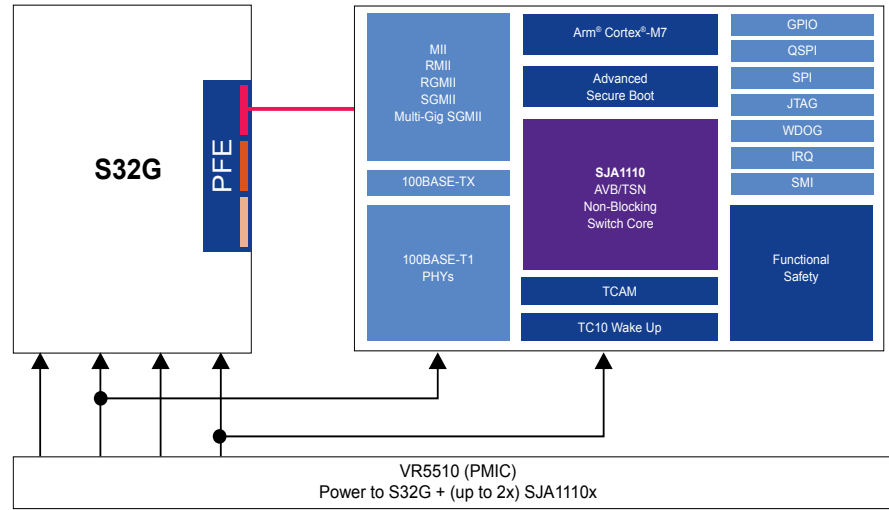 S32G
PFE
MII
RMII
RGMII
SGMII
Multi-Gig SGMII
100BASE-TX
100BASE-T1
PHYs
Arm® Cortex®-M7
Advanced
Secure Boot
SJA1110
AVB/TSN
Non-Blocking
Switch Core
TCAM
TC10 Wake Up
GPIO
QSPI
SPI
JTAG
WDOG
IRQ
SMI
Functional
Safety
VR5510 (PMIC)
Power to S32G + (up to 2x) SJA1110x